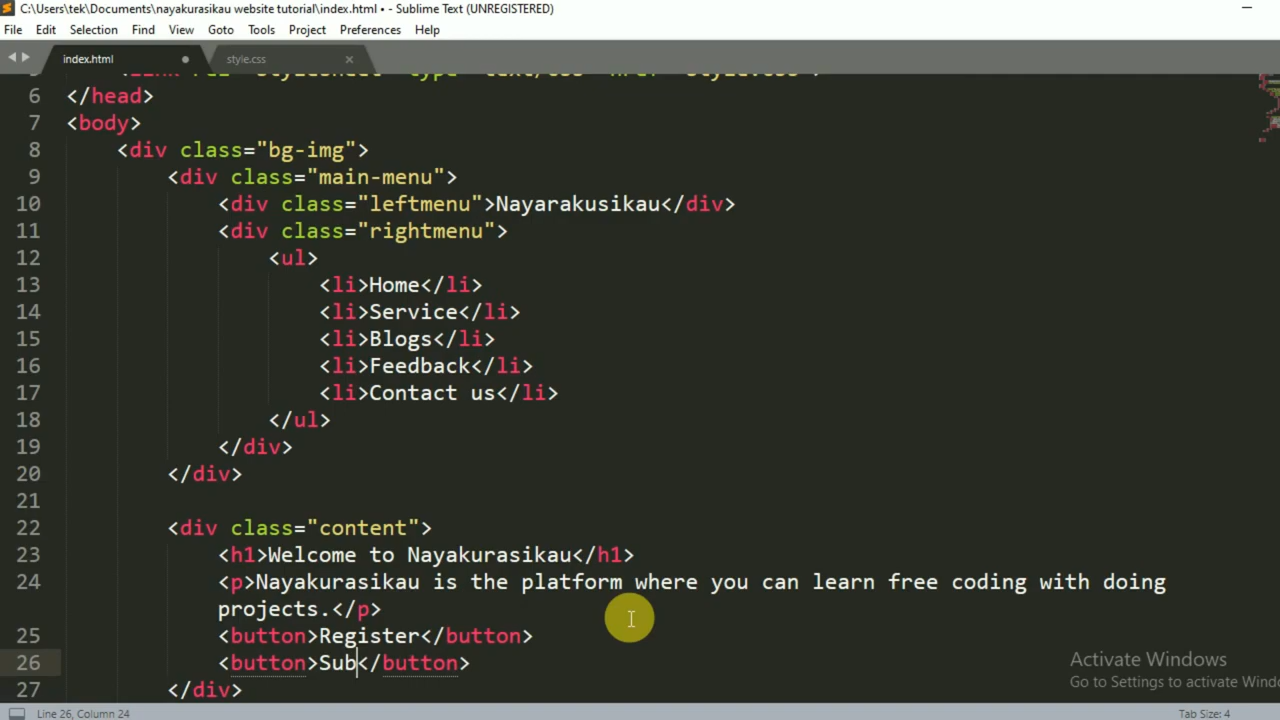 C:\Users\tek\Documents\nayakurasikau website tutorial\index.html • - Sublime Text (UNREGISTERED)
File Edit Selection Find View Goto Tools Project Preferences Help
index.html style.css
6 </head>
7 <body>
8 <div class="bg-img">
9 <div class="main-menu">
10 <div class="leftmenu">Nayarakusikau</div>
11 <div class="rightmenu">
12 <ul>
13 <li>Home</li>
14 <li>Service</li>
15 <li>Blogs</li>
16 <li>Feedback</li>
17 <li>Contact us</li>
18 </ul>
19 </div>
20 </div>
21
22 <div class="content">
23 <h1>Welcome to Nayakurasikau</h1>
24 <p>Nayakurasikau is the platform where you can learn free coding with doing
projects.</p>
25 <button>Register</button>
26 <button>Sub</button>
27 </div>
Activate Windows
Go to Settings to activate Wind
Line 26, Column 24 Tab Size: 4